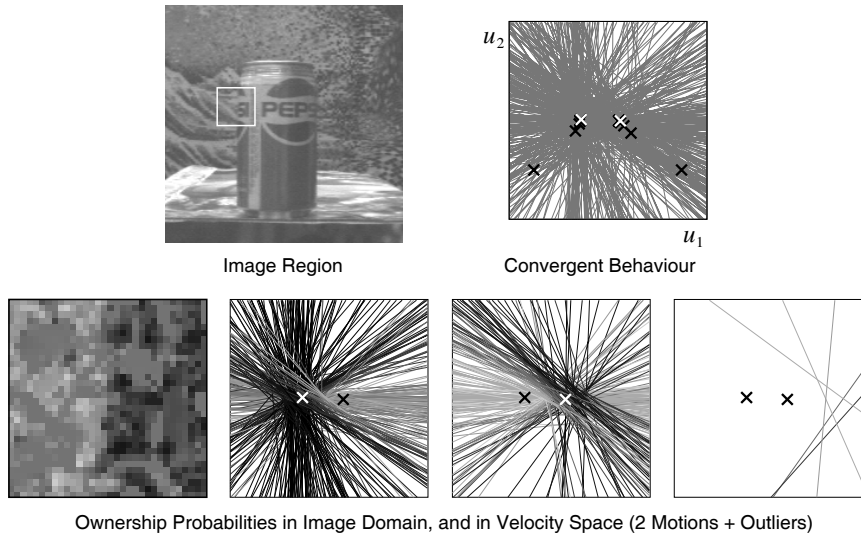 PEPS
u2
u1
Image Region
Convergent Behaviour
Ownership Probabilities in Image Domain, and in Velocity Space (2 Motions + Outliers)